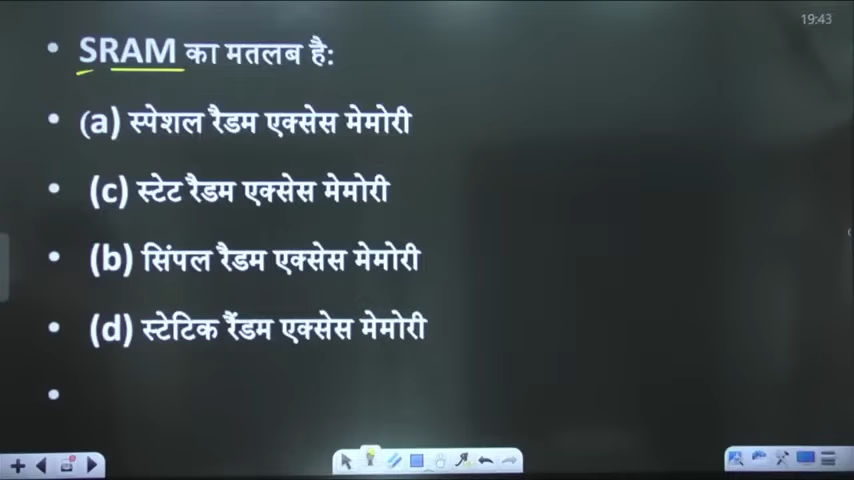 19:43
• SRAM का मतलब है:
• (a) स्पेशल रैडम एक्सेस मेमोरी
• (c) स्टेट रैडम एक्सेस मेमोरी
• (b) सिंपल रैडम एक्सेस मेमोरी
• (d) स्टेटिक रैंडम एक्सेस मेमोरी
•